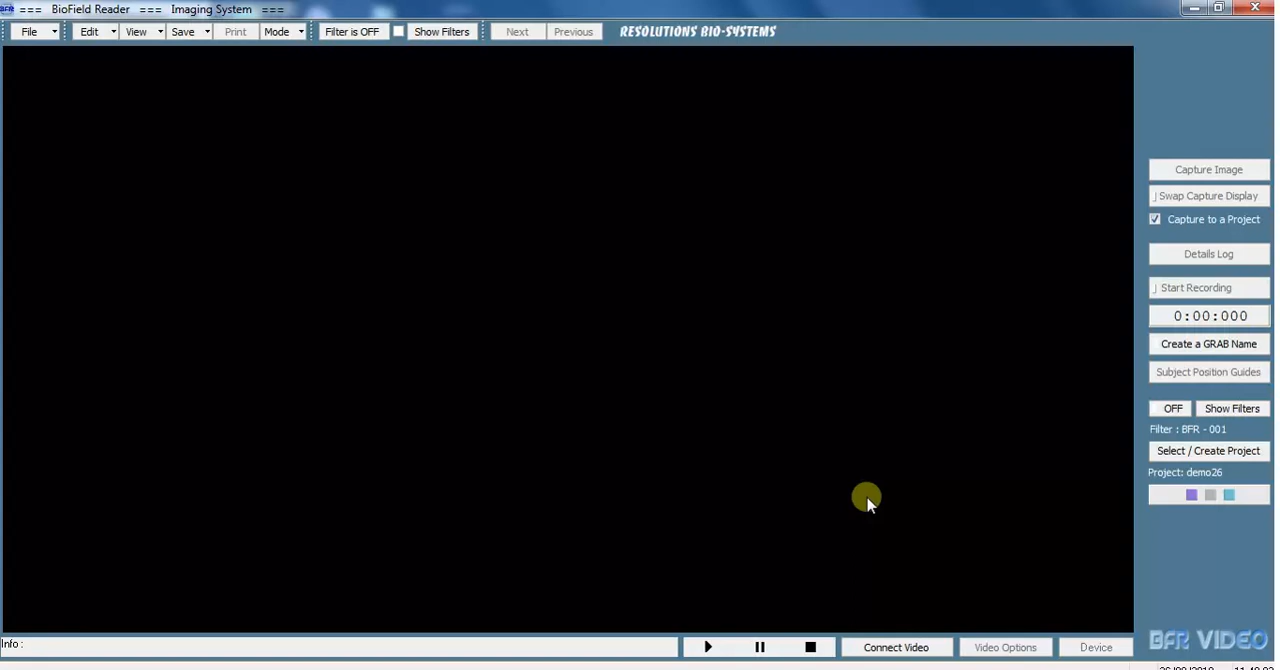 BFR === BioField Reader === Imaging System ===
File Edit View Save Print Mode Filter is OFF Show Filters Next Previous RESOLUTIONS BIO-SYSTEMS
Capture Image
Swap Capture Display
Capture to a Project
Details Log
Start Recording
0:00:000
Create a GRAB Name
Subject Position Guides
OFF Show Filters
Filter : BFR - 001
Select / Create Project
Project: demo26
Info : Connect Video Video Options Device
BFR VIDEO